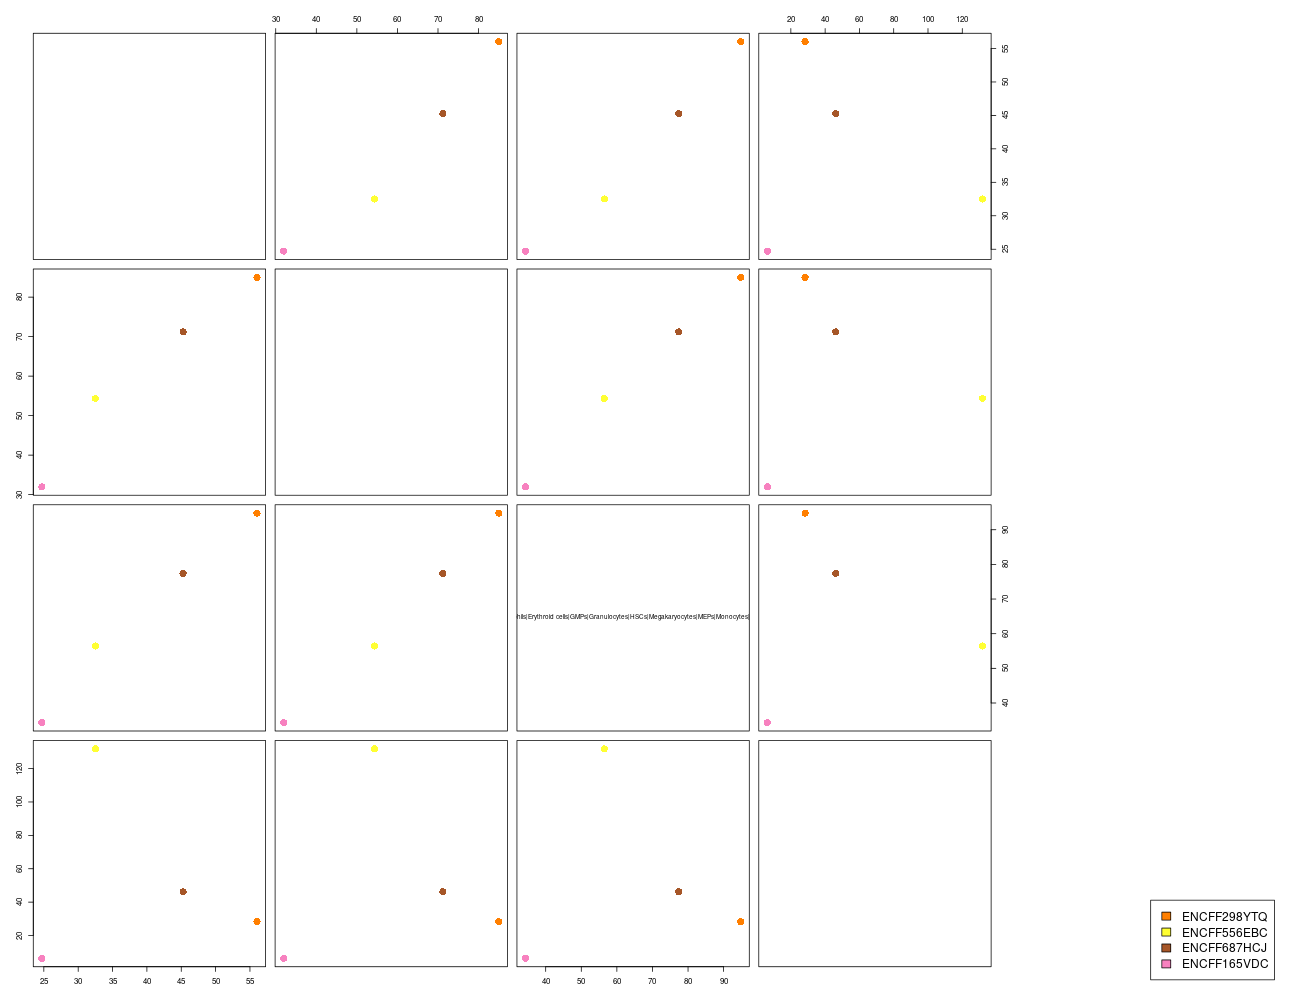 30 40 50 60 70 80
20 40 60 80 100 120
25 30 35 40 45 50 55
30 40 50 60 70 80
hils|Erythroid cells|GMPs|Granulocytes|HSCs|Megakaryocytes|MEPs|Monocytes|
40 50 60 70 80 90
20 40 60 80 100 120
25 30 35 40 45 50 55
40 50 60 70 80 90
ENCFF298YTQ
ENCFF556EBC
ENCFF687HCJ
ENCFF165VDC